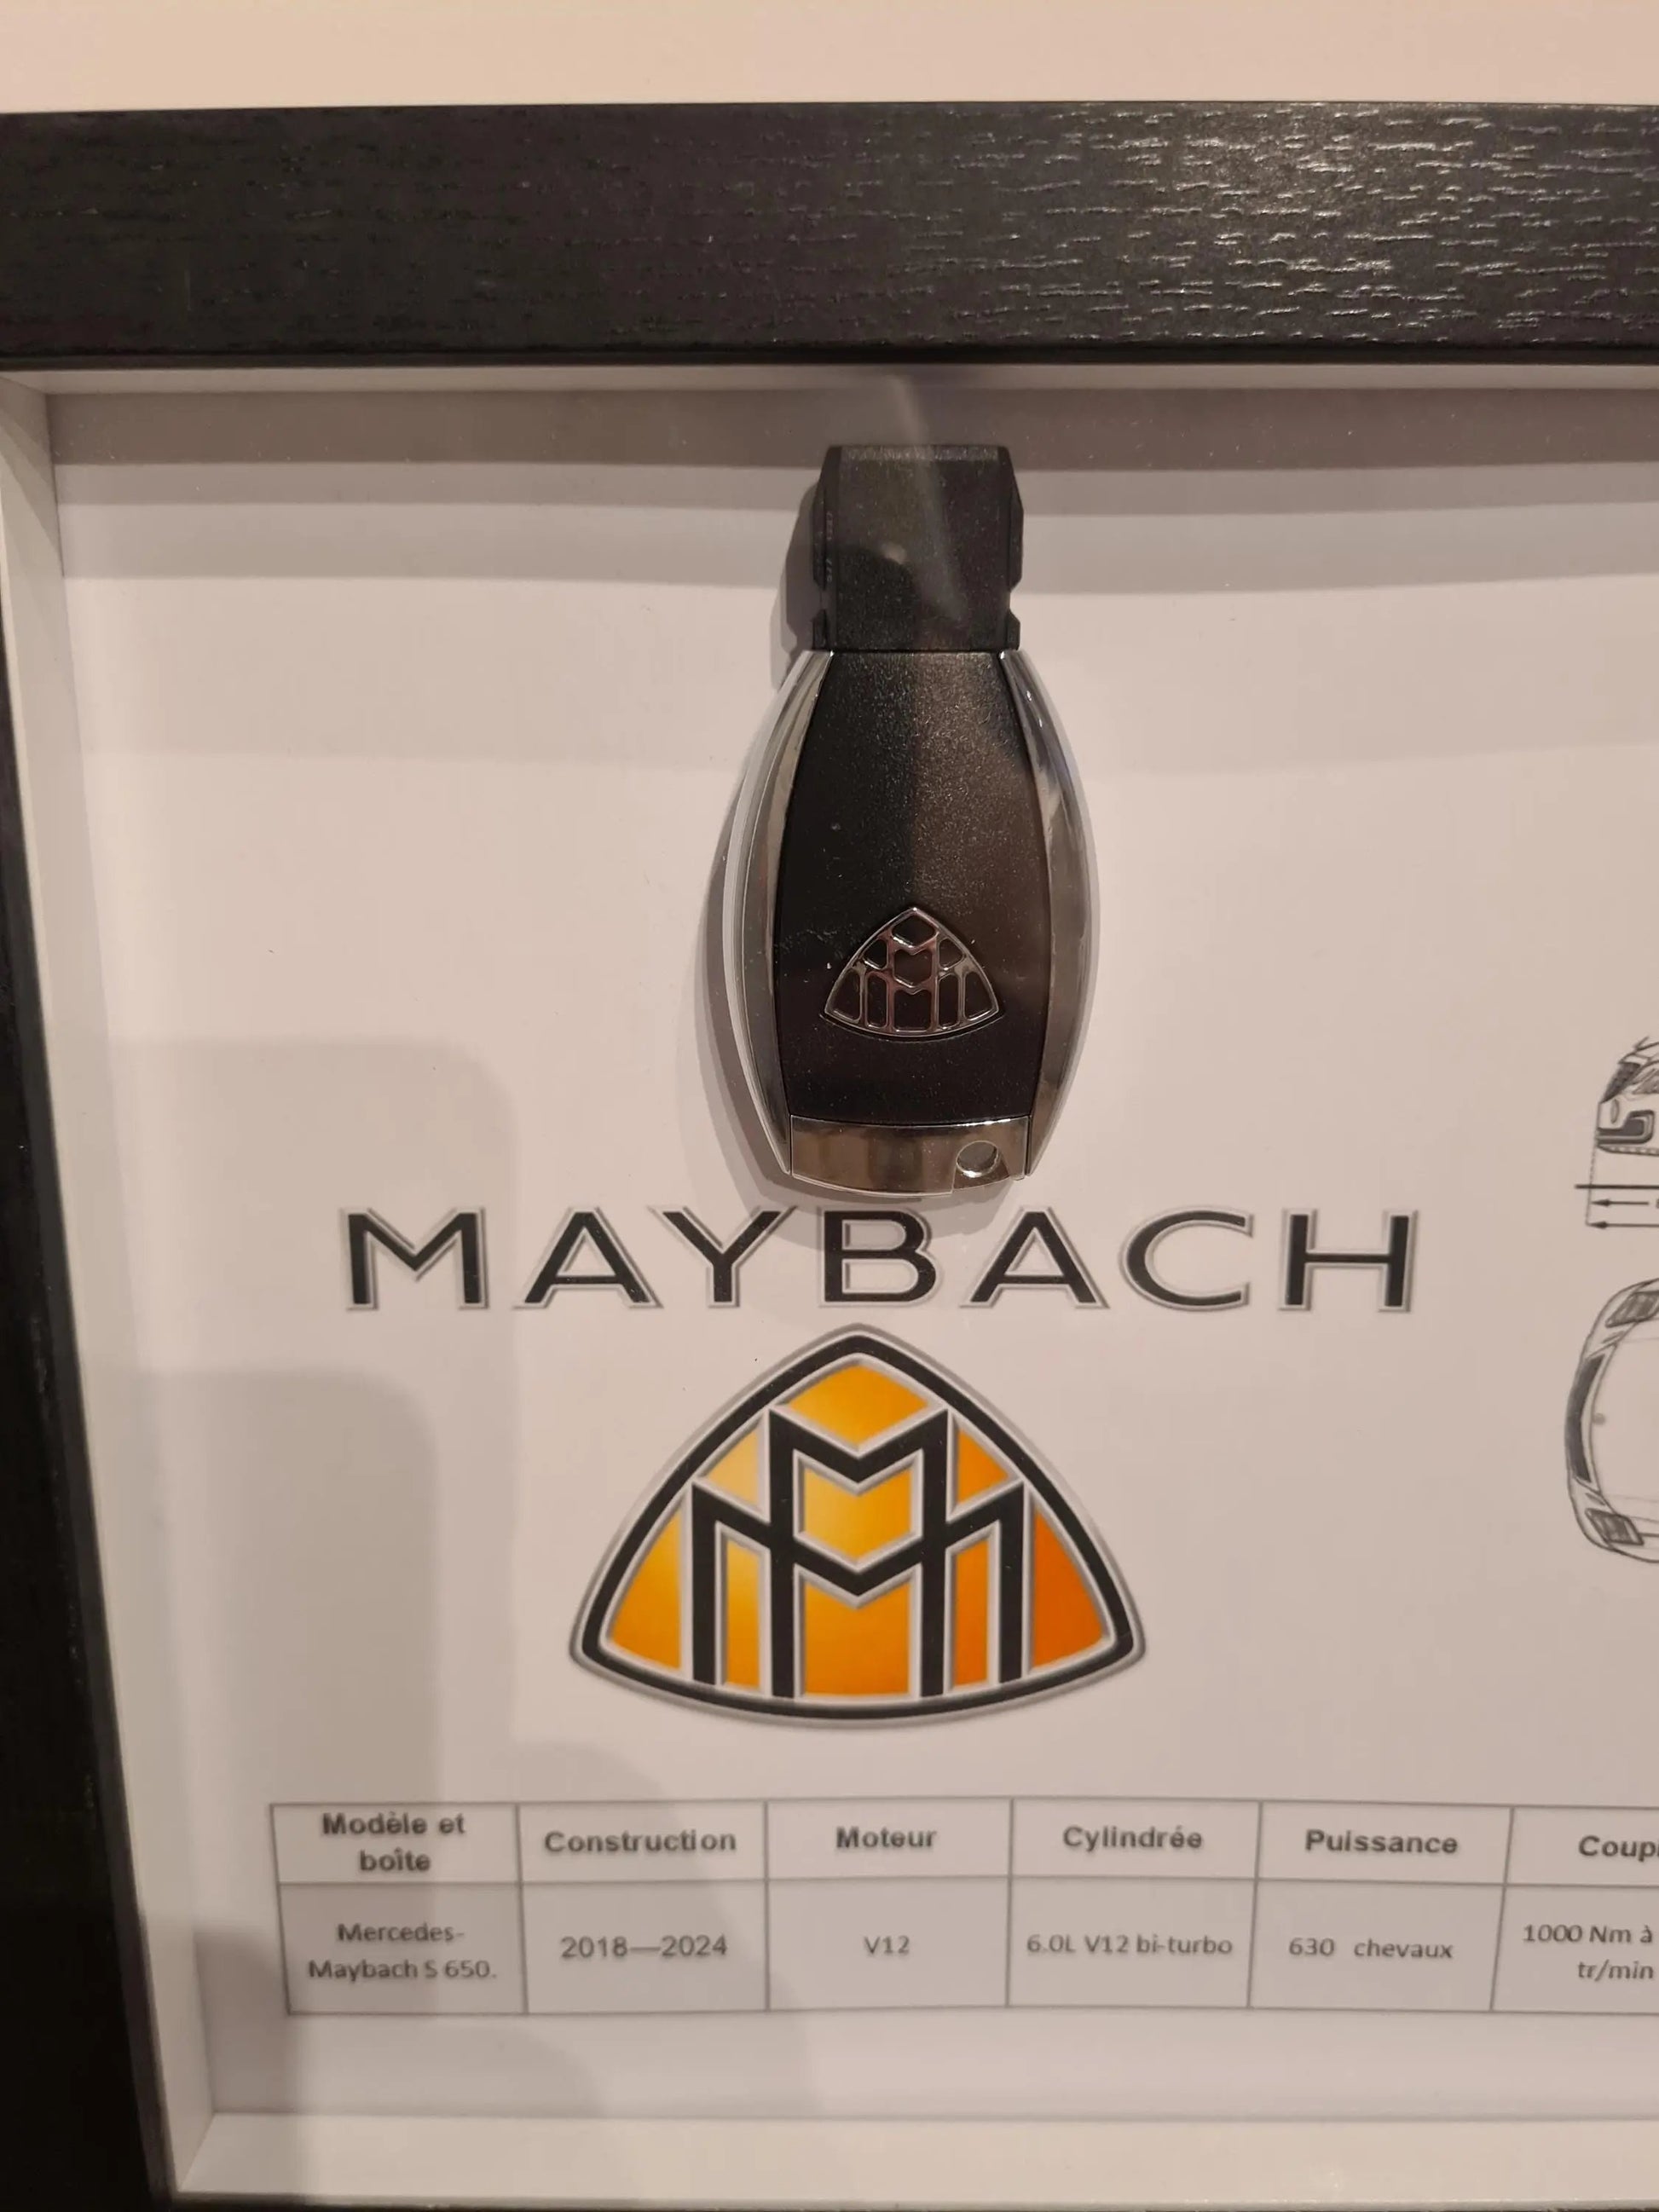 MAYBACH
Modèle et
boîte
Construction
Moteur
Cylindrée
Puissance
Coupl
Mercedes-
Maybach S 650.
2018—2024
V12
6.0L V12 bi-turbo
630 chevaux
1000 Nm à
tr/min